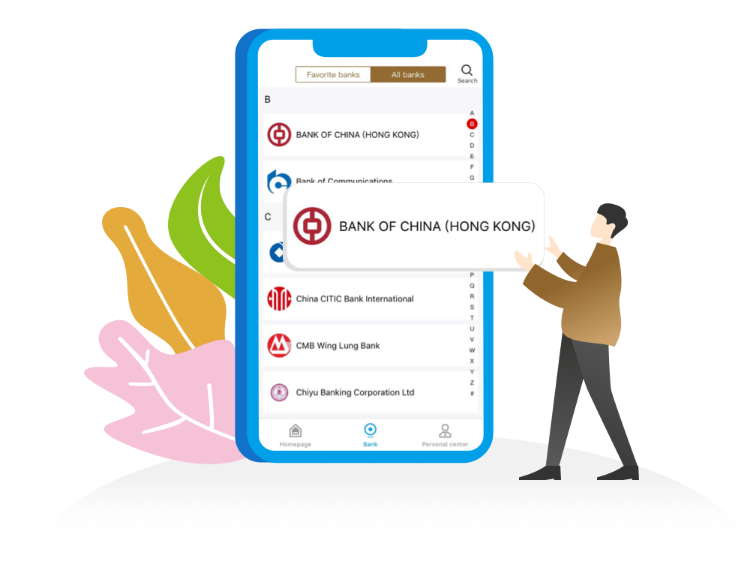 Favorite banks
All banks
Search
B
BANK OF CHINA (HONG KONG)
Bank of Communications
C
BANK OF CHINA (HONG KONG)
China CITIC Bank International
CMB Wing Lung Bank
Chiyu Banking Corporation Ltd
A
B
C
D
E
F
G
P
Q
R
S
T
U
V
W
X
Y
Z
#
Homepage
Bank
Personal center